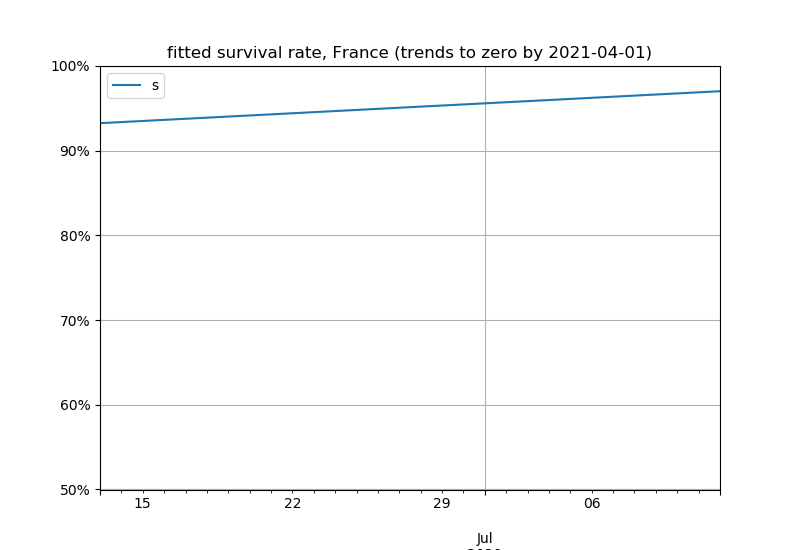 fitted survival rate, France (trends to zero by 2021-04-01)
100%
s
90%
80%
70%
60%
50%
15 22 29 06
Jul